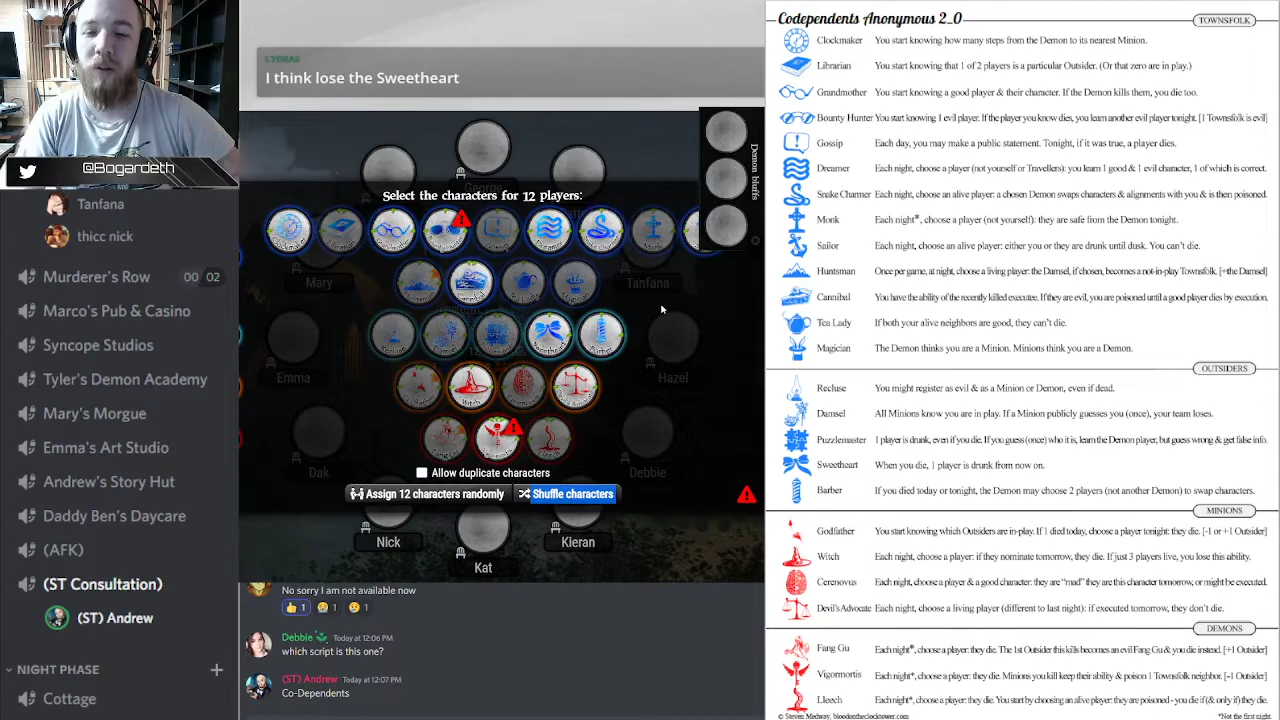 @Bogagleth
Tanfana
thicc nick
Murderer's Row
00 02
Marco's Pub & Casino
Syncope Studios
Tyler's Demon Academy
Mary's Morgue
Emma's Art Studio
Andrew's Story Hut
Daddy Ben's Daycare
(AFK)
(ST Consultation)
(ST) Andrew
NIGHT PHASE
Cottage
LYDRAS
I think lose the Sweetheart
Demon bluffs
George
Select the characters for 12 players:
Mary
Tanfana
Emma
Hazel
Dak
Debbie
Allow duplicate characters
Assign 12 characters randomly
Shuffle characters
Nick
Kieran
Kat
No sorry I am not available
1 1 1
Debbie Today at 12:06 PM
which script is this one?
(ST) Andrew Today at 12:07 PM
Co-Dependents
Codependents Anonymous 2_0
TOWNSFOLK
Clockmaker You start knowing how many steps from the Demon to its nearest Minion.
Librarian You start knowing that 1 of 2 players is a particular Outsider. (Or that zero are in play.)
Grandmother You start knowing a good player & their character. If the Demon kills them, you die too.
Bounty Hunter You start knowing 1 evil player. If the player you know dies, you learn another evil player tonight. [1 Townsfolk is evil]
Gossip Each day, you may make a public statement. Tonight, if it was true, a player dies.
Dreamer Each night, choose a player (not yourself or Travellers): you learn 1 good & 1 evil character, 1 of which is correct.
Snake Charmer Each night, choose an alive player: a chosen Demon swaps characters & alignments with you & is then poisoned.
Monk Each night*, choose a player (not yourself): they are safe from the Demon tonight.
Sailor Each night, choose an alive player: either you or they are drunk until dusk. You can't die.
Huntsman Once per game, at night, choose a living player: the Damsel, if chosen, becomes a not-in-play Townsfolk. [+the Damsel]
Cannibal You have the ability of the recently killed executee. If they are evil, you are poisoned until a good player dies by execution.
Tea Lady If both your alive neighbors are good, they can't die.
Magician The Demon thinks you are a Minion. Minions think you are a Demon.
OUTSIDERS
Recluse You might register as evil & as a Minion or Demon, even if dead.
Damsel All Minions know you are in play. If a Minion publicly guesses you (once), your team loses.
Puzzlemaster 1 player is drunk, even if you die. If you guess (once) who it is, learn the Demon player, but guess wrong & get false info.
Sweetheart When you die, 1 player is drunk from now on.
Barber If you died today or tonight, the Demon may choose 2 players (not another Demon) to swap characters.
MINIONS
Godfather You start knowing which Outsiders are in-play. If 1 died today, choose a player tonight: they die. [-1 or +1 Outsider]
Witch Each night, choose a player: if they nominate tomorrow, they die. If just 3 players live, you lose this ability.
Cerenovus Each night, choose a player & a good character: they are "mad" they are this character tomorrow, or might be executed.
Devil's Advocate Each night, choose a living player (different to last night): if executed tomorrow, they don't die.
DEMONS
Fang Gu Each night*, choose a player: they die. The 1st Outsider this kills becomes an evil Fang Gu & you die instead. [+1 Outsider]
Vigormortis Each night*, choose a player: they die. Minions you kill keep their ability & poison 1 Townsfolk neighbor. [-1 Outsider]
Lleech Each night*, choose a player: they die. You start by choosing an alive player: they are poisoned - you die if (& only if) they die.
© Steven Medway, bloodontheclocktower.com
*Not the first night